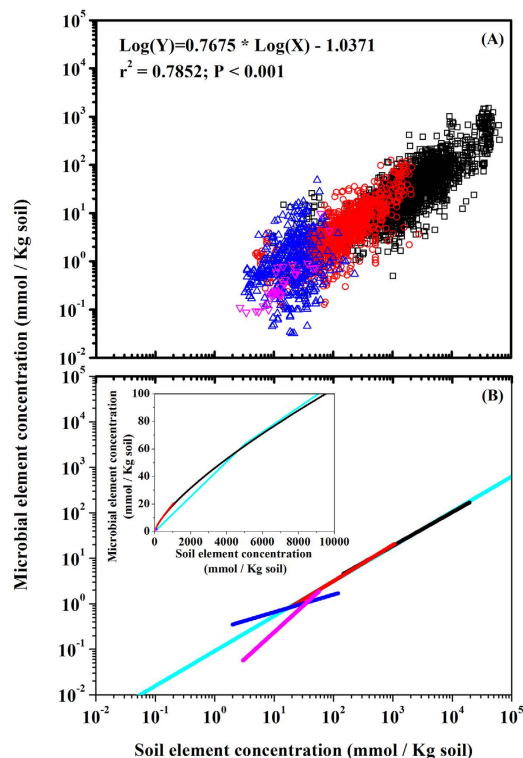 (A)
Log(Y)=0.7675 * Log(X) - 1.0371
r² = 0.7852; P < 0.001
10⁵
10⁴
10³
10²
10¹
10⁰
10⁻¹
10⁻²
Microbial element concentration (mmol / Kg soil)
(B)
10⁵
10⁴
10³
10²
10¹
10⁰
10⁻¹
10⁻²
100
80
60
40
20
0
Microbial element concentration
(mmol / Kg soil)
0 2000 4000 6000 8000 10000
Soil element concentration
(mmol / Kg soil)
10⁻² 10⁻¹ 10⁰ 10¹ 10² 10³ 10⁴ 10⁵
Soil element concentration (mmol / Kg soil)